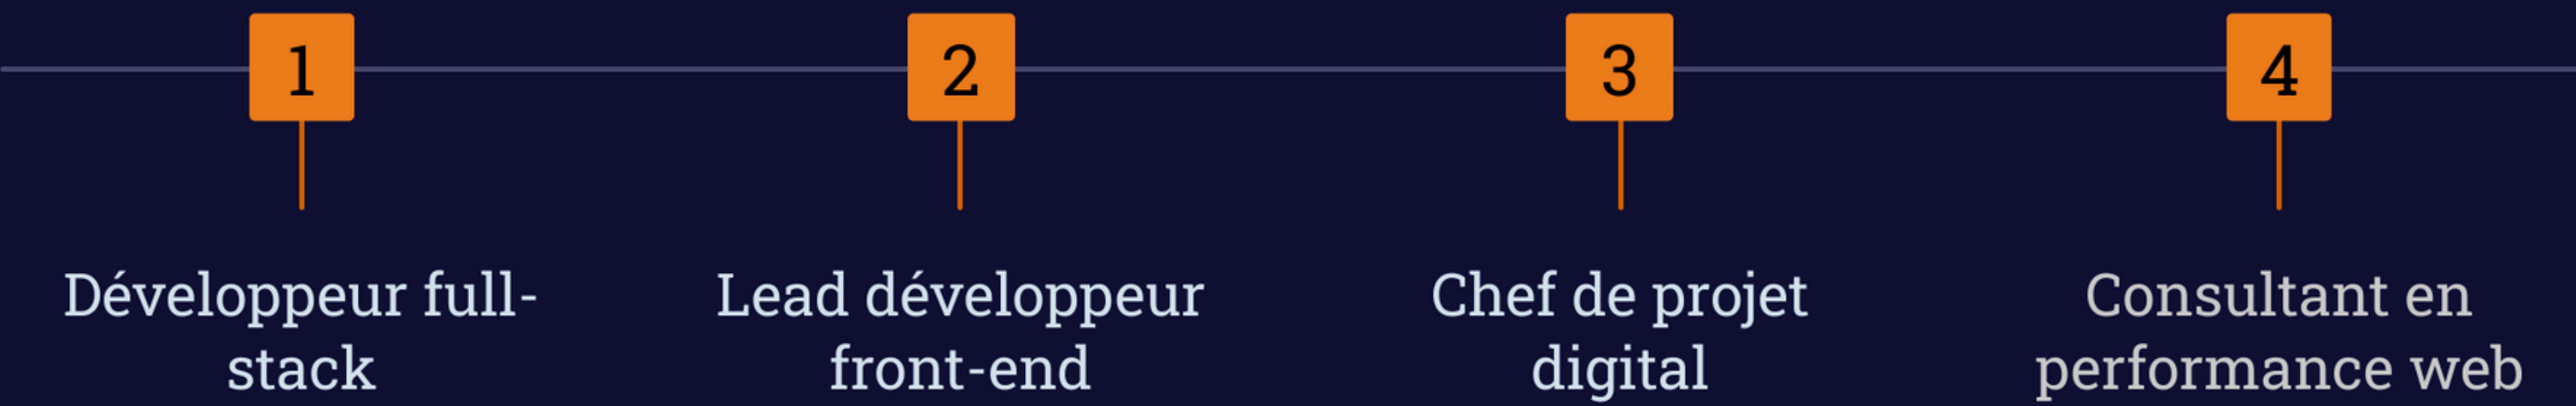 1
2
3
4
Développeur full-
stack
Lead développeur
front-end
Chef de projet
digital
Consultant en
performance web